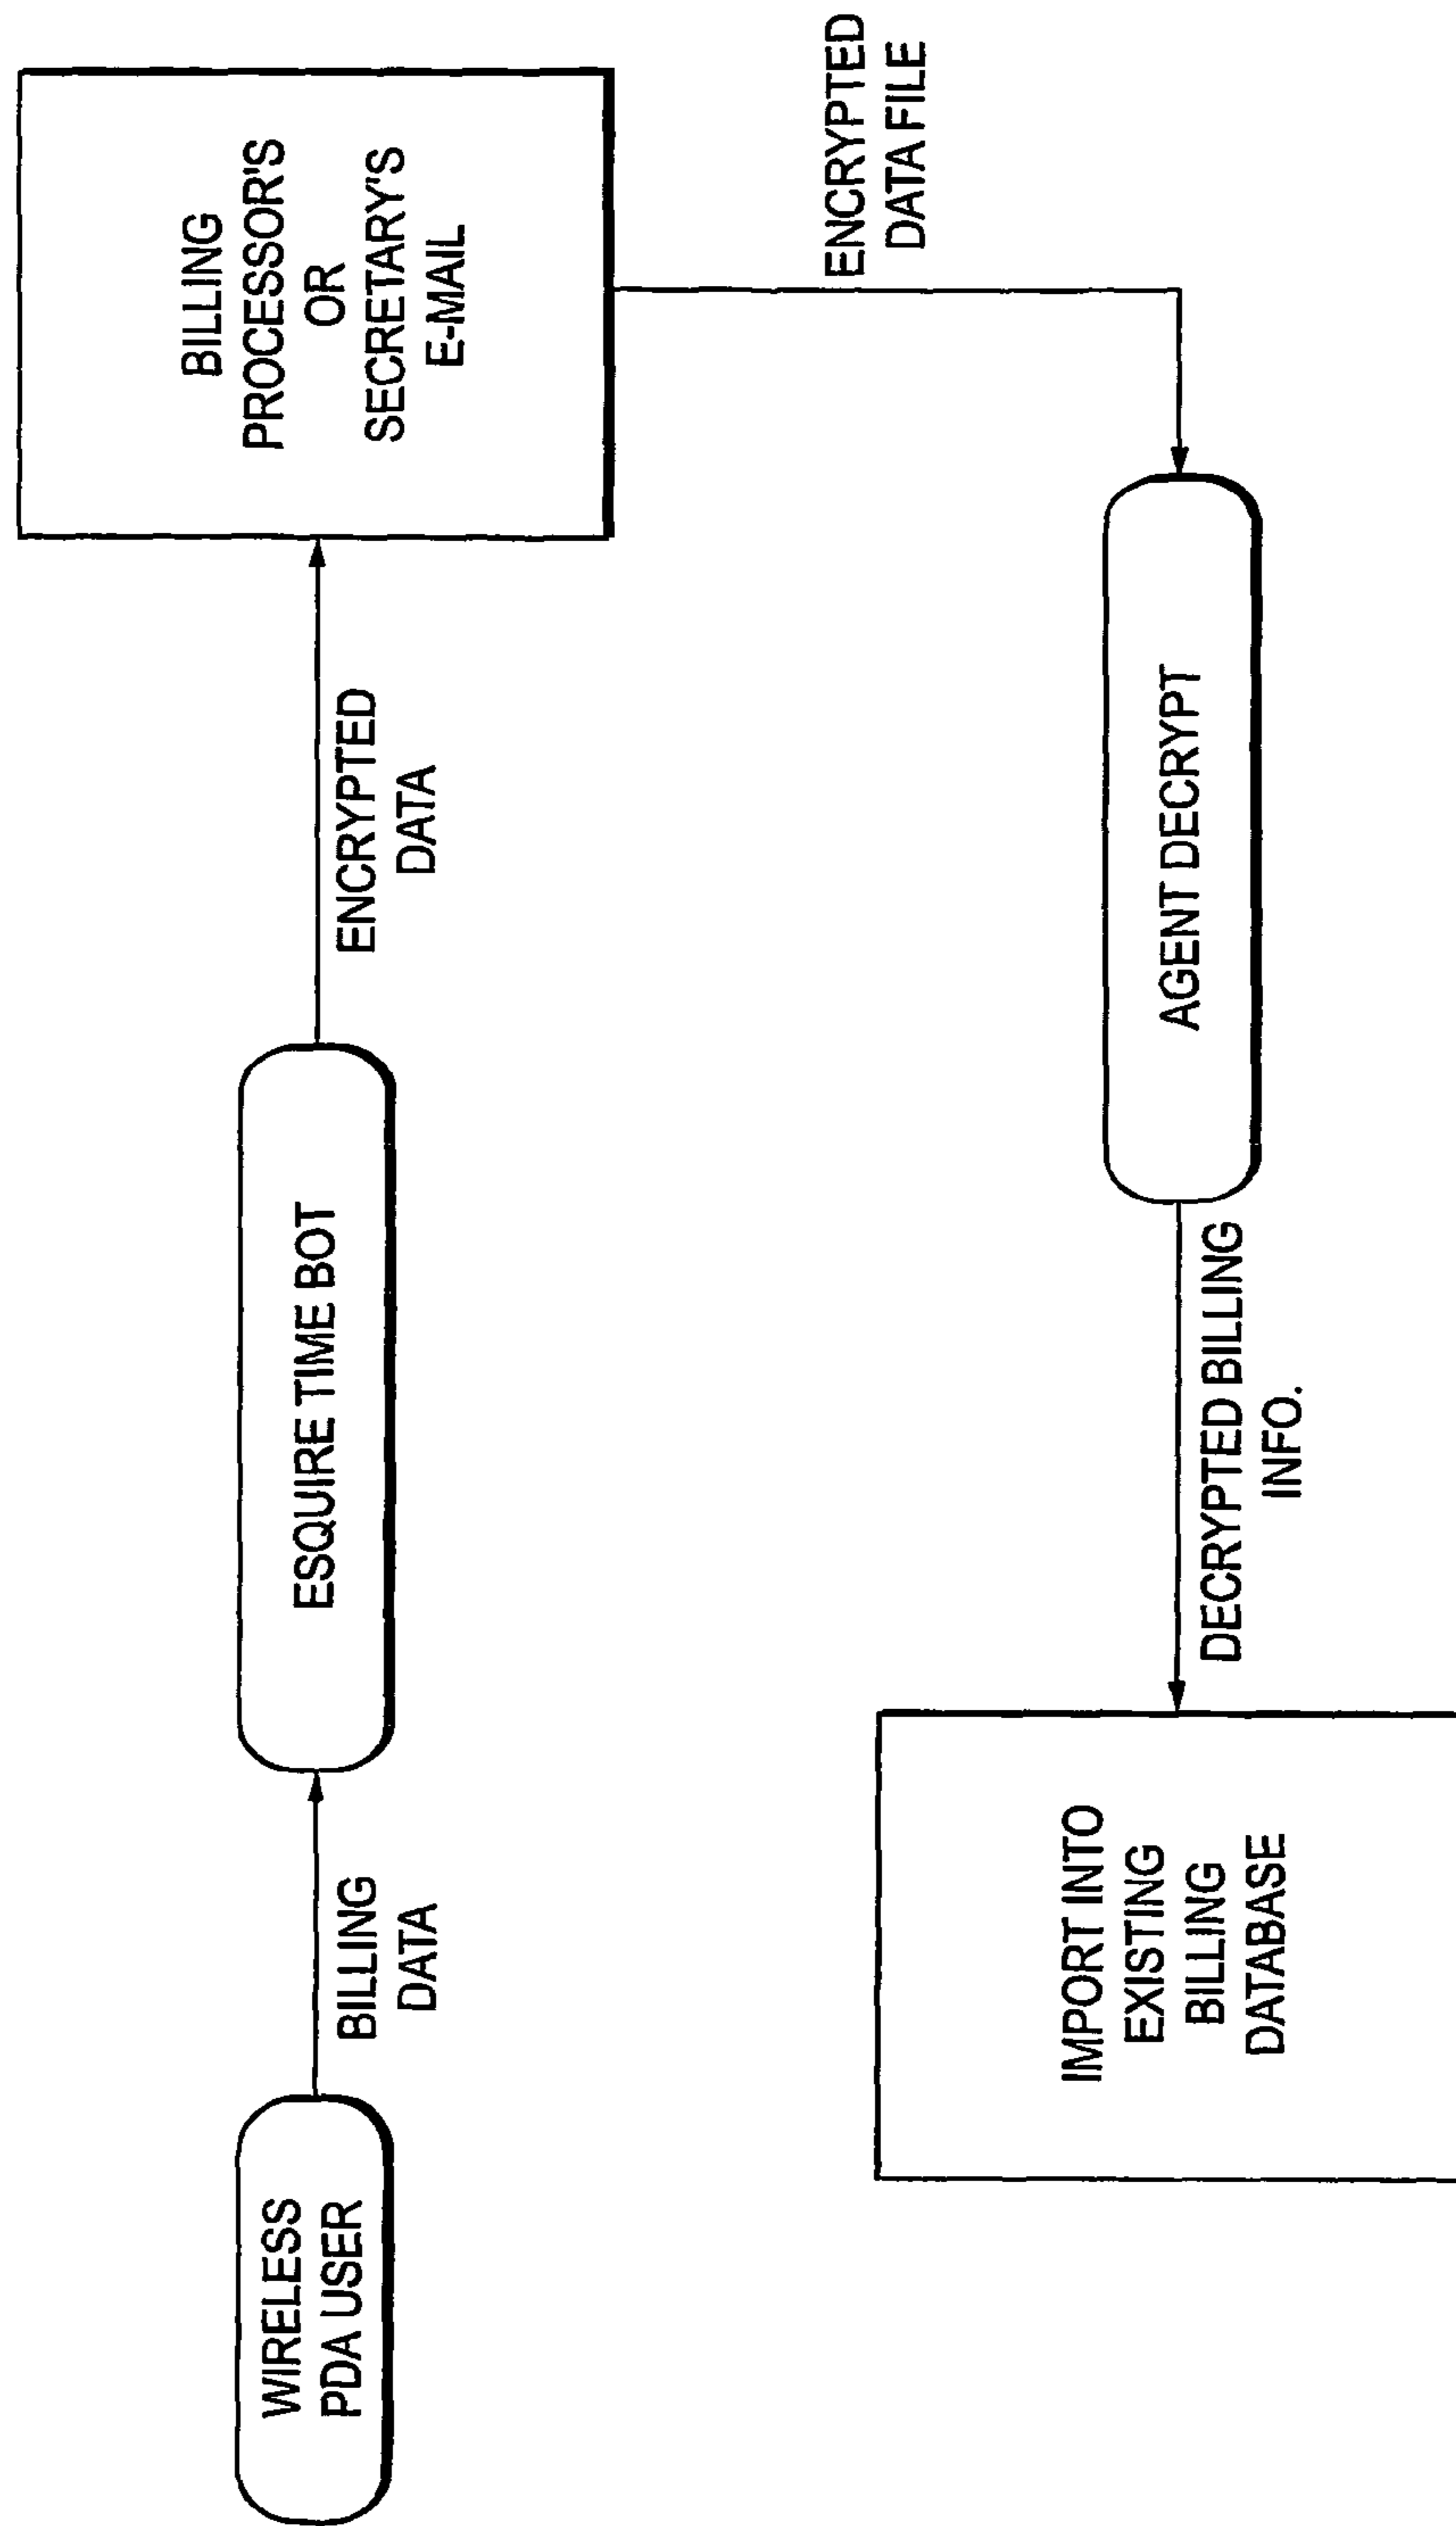 WIRELESS
PDA USER
BILLING
DATA
ESQUIRE TIME BOT
ENCRYPTED
DATA
BILLING
PROCESSOR'S
OR
SECRETARY'S
E-MAIL
ENCRYPTED
DATA FILE
AGENT DECRYPT
DECRYPTED BILLING
INFO.
IMPORT INTO
EXISTING
BILLING
DATABASE